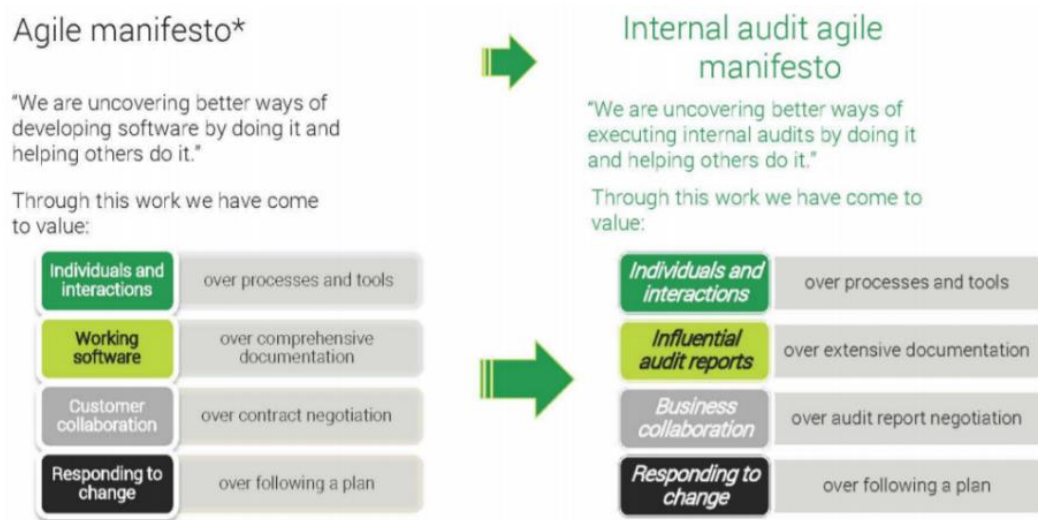 Agile manifesto*
"We are uncovering better ways of
developing software by doing it and
helping others do it."
Through this work we have come
to value:
Individuals and
interactions
over processes and tools
Working
software
over comprehensive
documentation
Customer
collaboration
over contract negotiation
Responding to
change
over following a plan
Internal audit agile
manifesto
"We are uncovering better ways of
executing internal audits by doing it
and helping others do it."
Through this work we have come to
value:
Individuals and
interactions
over processes and tools
Influential
audit reports
over extensive documentation
Business
collaboration
over audit report negotiation
Responding to
change
over following a plan